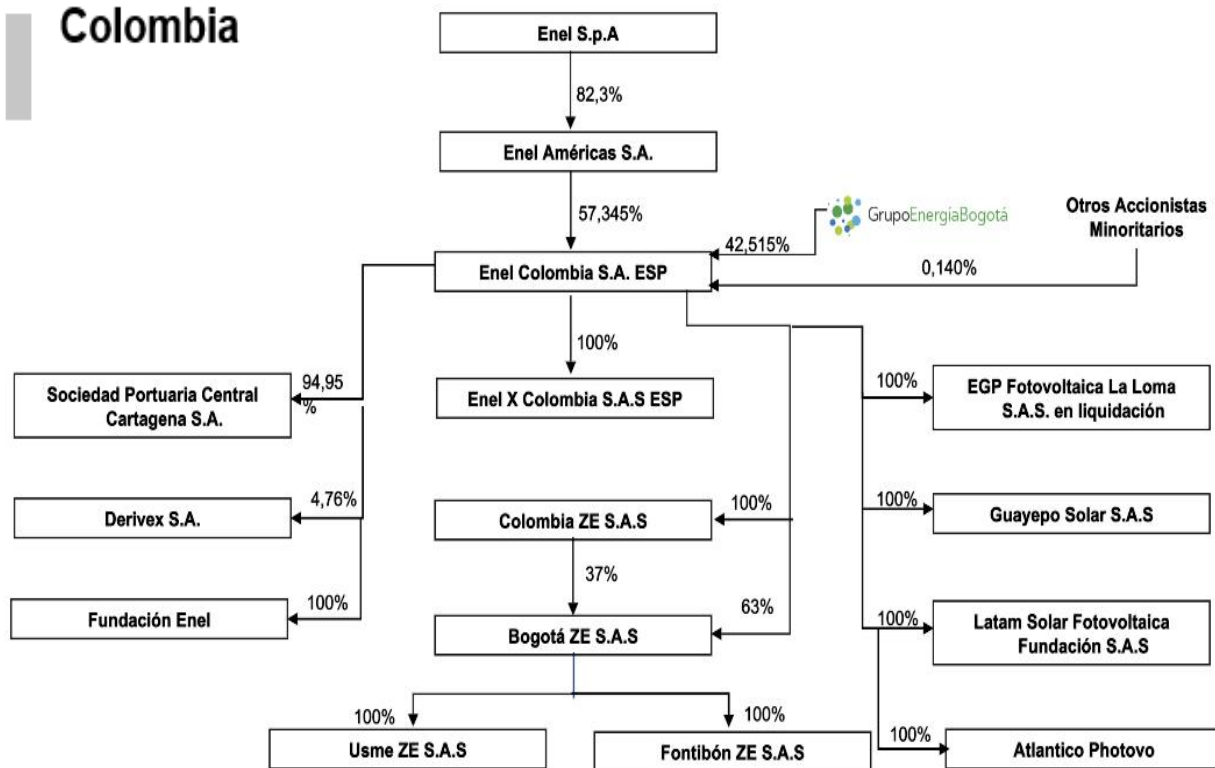 Colombia
Enel S.p.A
82,3%
Enel Américas S.A.
57,345%
GrupoEnergíaBogotá
Otros Accionistas
Minoritarios
42,515%
0,140%
Enel Colombia S.A. ESP
100%
Enel X Colombia S.A.S ESP
94,95
%
Sociedad Portuaria Central
Cartagena S.A.
100%
EGP Fotovoltaica La Loma
S.A.S. en liquidación
4,76%
Derivex S.A.
100%
Colombia ZE S.A.S
100%
Guayepo Solar S.A.S
37%
63%
100%
Fundación Enel
Bogotá ZE S.A.S
100%
Latam Solar Fotovoltaica
Fundación S.A.S
100%
Usme ZE S.A.S
100%
Fontibón ZE S.A.S
100%
Atlantico Photovo